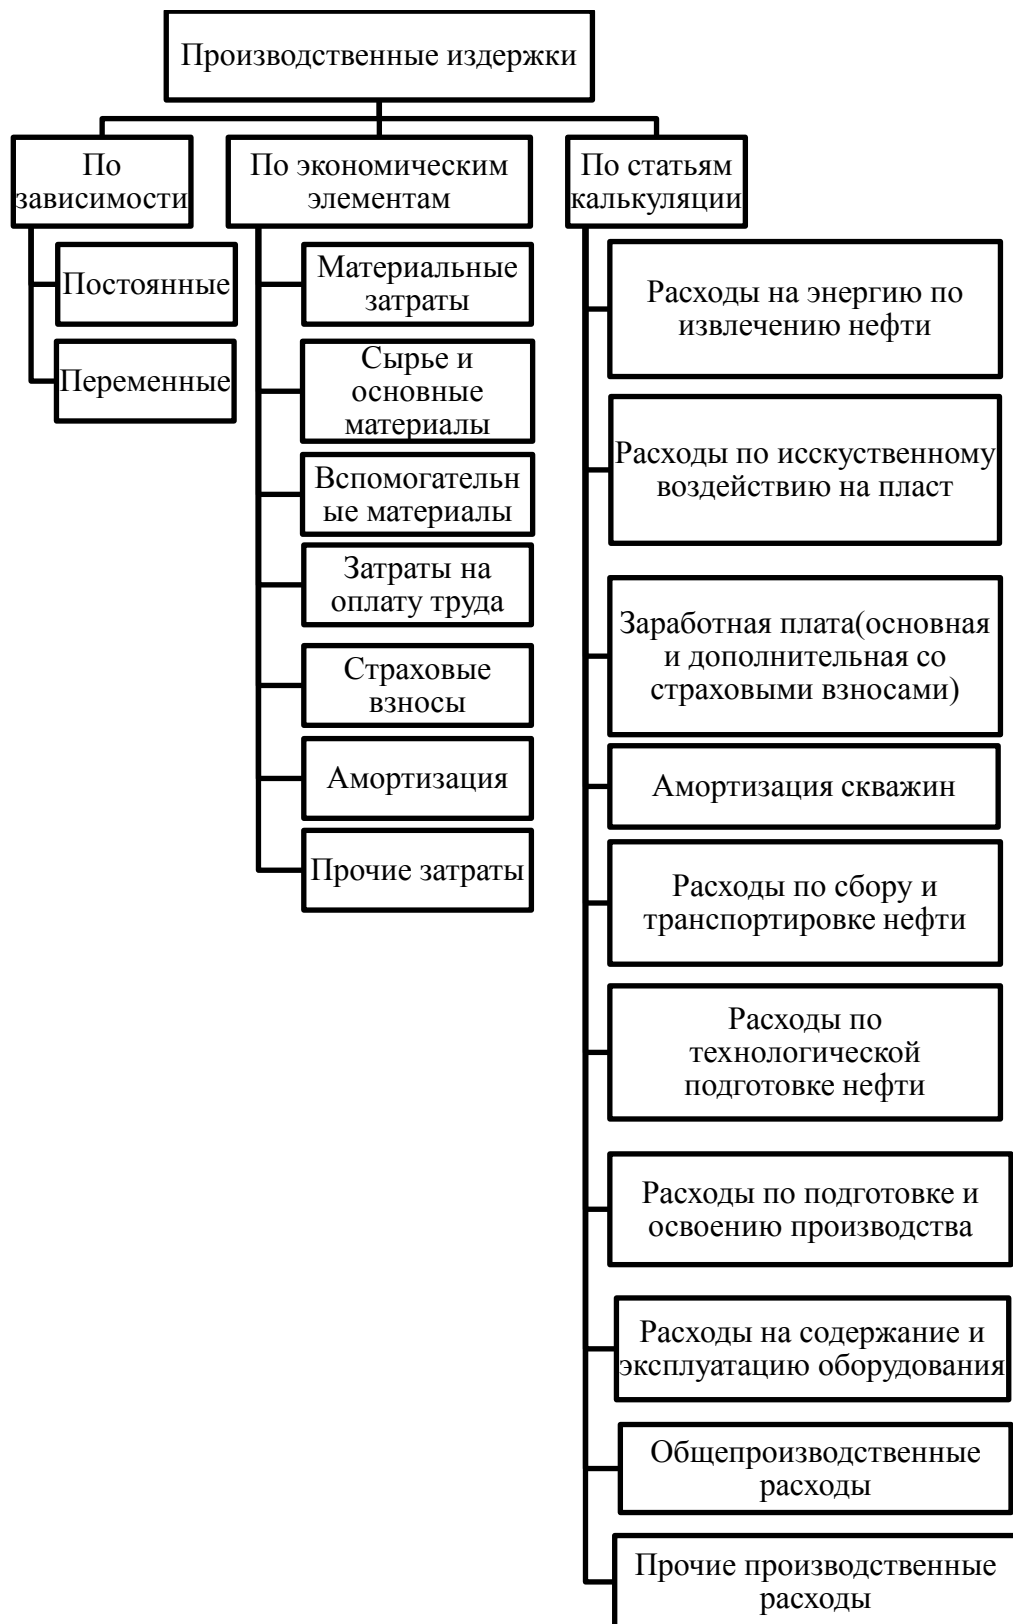 Производственные издержки
По
зависимости
Постоянные
Переменные
По экономическим
элементам
Материальные
затраты
Сырье и
основные
материалы
Вспомогательн
ые материалы
Затраты на
оплату труда
Страховые
взносы
Амортизация
Прочие затраты
По статьям
калькуляции
Расходы на энергию по
извлечению нефти
Расходы по исскуственному
воздействию на пласт
Заработная плата(основная
и дополнительная со
страховыми взносами)
Амортизация скважин
Расходы по сбору и
транспортировке нефти
Расходы по
технологической
подготовке нефти
Расходы по подготовке и
освоению производства
Расходы на содержание и
эксплуатацию оборудования
Общепроизводственные
расходы
Прочие производственные
расходы